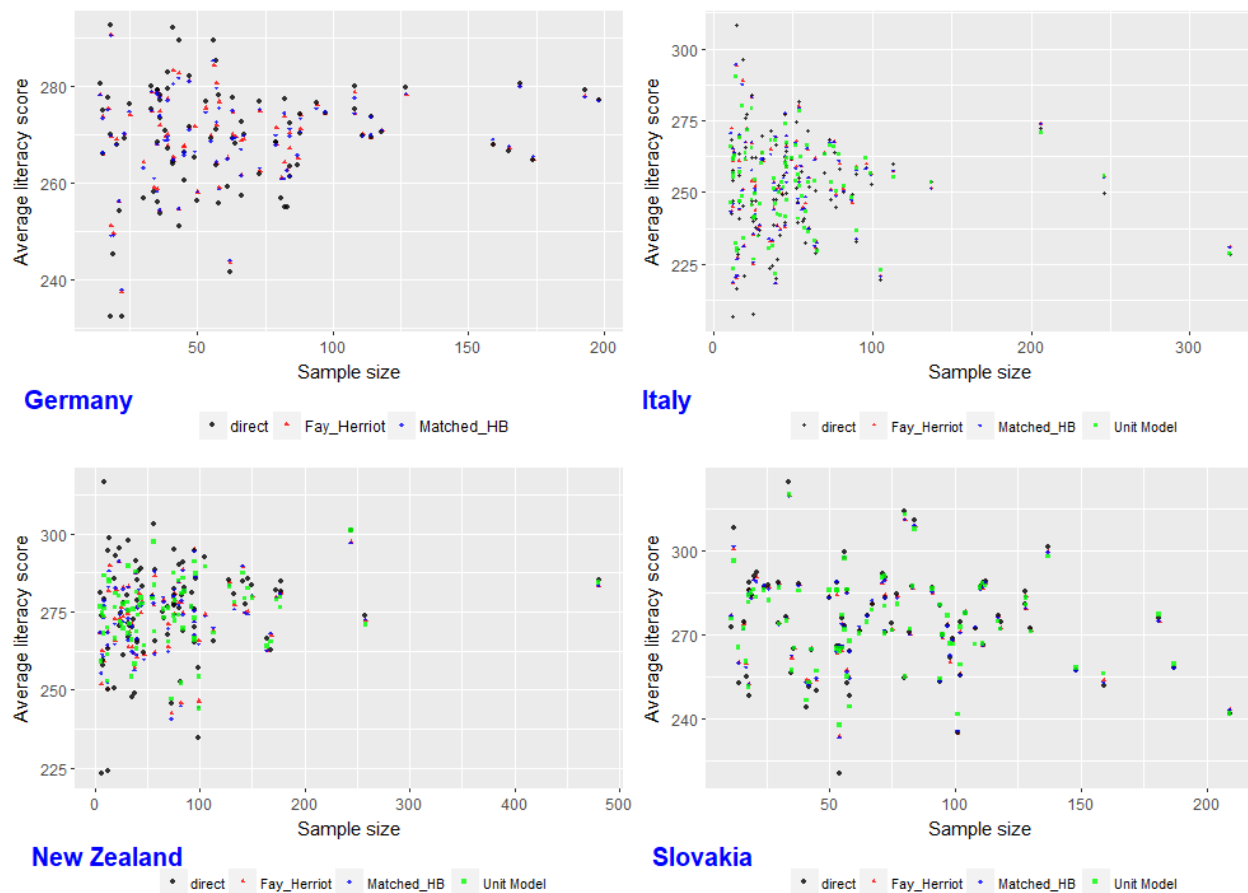 Average literacy score
280
260
240
50
100
150
200
Sample size
Germany
direct Fay_Herriot Matched_HB
Average literacy score
300
275
250
225
0
100
200
300
Sample size
Italy
direct Fay_Herriot Matched_HB Unit Model
Average literacy score
300
275
250
225
0
100
200
300
400
500
Sample size
New Zealand
direct Fay_Herriot Matched_HB Unit Model
Average literacy score
300
270
240
50
100
150
200
Sample size
Slovakia
direct Fay_Herriot Matched_HB Unit Model